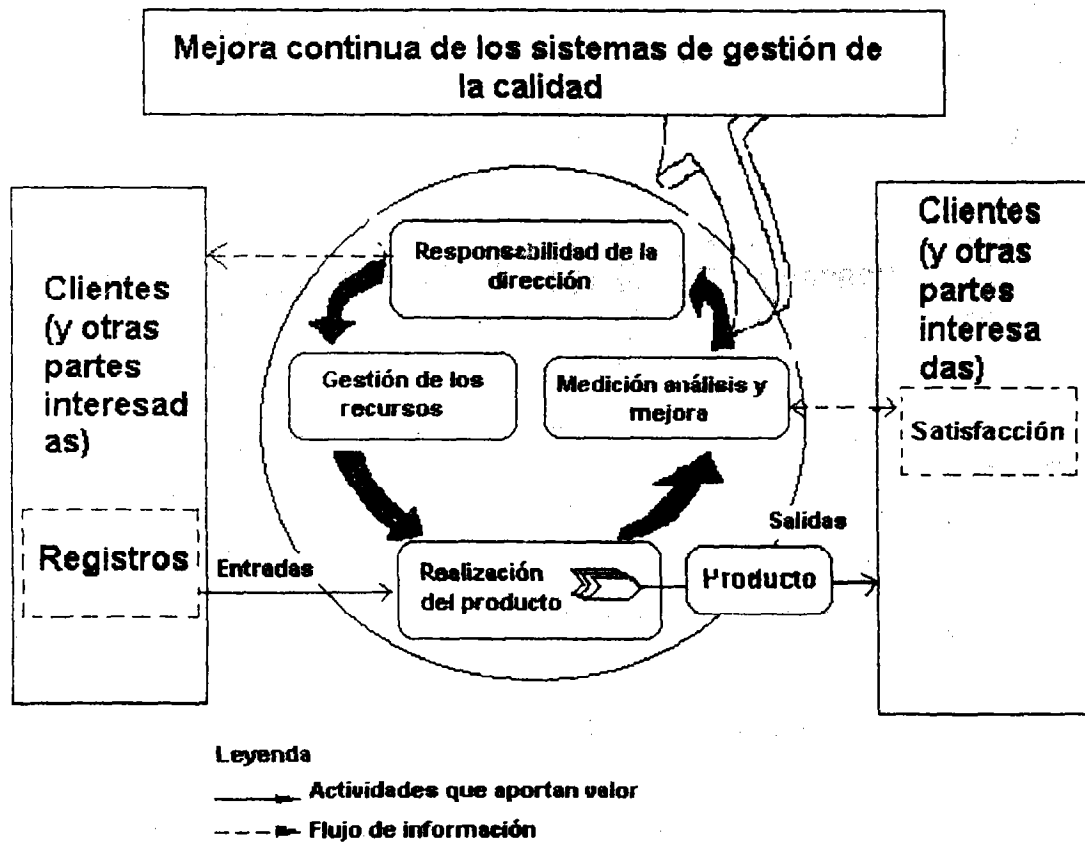 Mejora continua de los sistemas de gestión de
la calidad
Clientes
(y otras
partes
interesad
as)
Registros
Entradas
Responsabilidad de la
dirección
Gestión de los
recursos
Medición análisis y
mejora
Realización
del producto
Salidas
Producto
Clientes
(y otras
partes
interesa
das)
Satisfacción
Leyenda
Actividades que aportan valor
Flujo de información